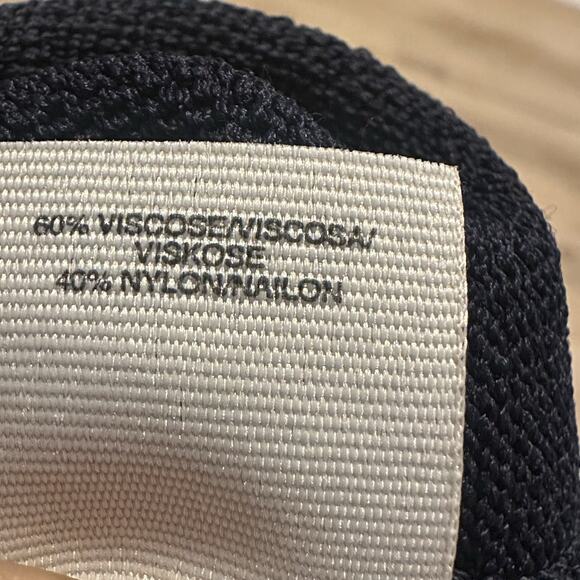 60% VISCOSE/VISCOSA/
VISKOSE
40% NYLON/NAILON